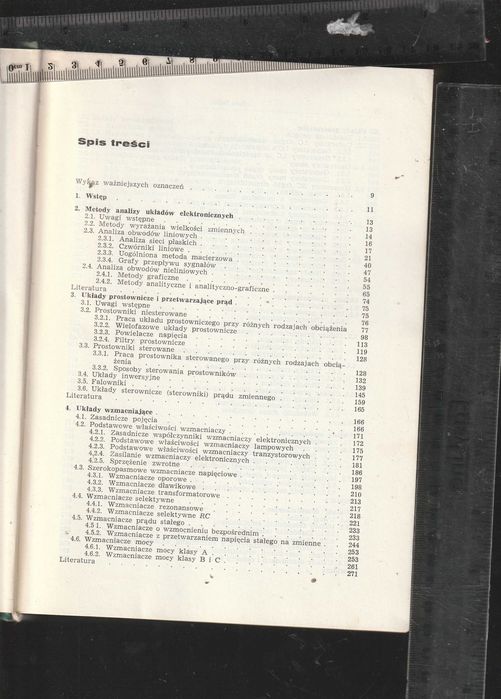 Spis treści
Wykaz ważniejszych oznaczeń 9
1. Wstęp 11
2. Metody analizy układów elektronicznych 13
2.1. Uwagi wstępne 13
2.2. Metody wyrażania wielkości zmiennych 14
2.3. Analiza obwodów liniowych 16
2.3.1. Analiza sieci płaskich 17
2.3.2. Czwórniki liniowe 21
2.3.3. Uogólniona metoda macierzowa 40
2.3.4. Grafy przepływu sygnałów 47
2.4. Analiza obwodów nieliniowych 54
2.4.1. Metody graficzne 55
2.4.2. Metody analityczne i analityczno-graficzne 65
Literatura 74
3. Układy prostownicze i przetwarzające prąd 75
3.1. Uwagi wstępne 75
3.2. Prostowniki niesterowane 76
3.2.1. Praca układu prostowniczego przy różnych rodzajach obciążenia 77
3.2.2. Wielofazowe układy prostownicze 98
3.2.3. Powielacze napięcia 113
3.2.4. Filtry prostownicze 119
3.3. Prostowniki sterowane 128
3.3.1. Praca prostownika sterowanego przy różnych rodzajach obciążenia 128
3.3.2. Sposoby sterowania prostowników 132
3.4. Układy inwersyjne 139
3.5. Falowniki 145
3.6. Układy sterownicze (sterowniki) prądu zmiennego 159
Literatura 165
4. Układy wzmacniające 166
4.1. Zasadnicze pojęcia 166
4.2. Podstawowe właściwości wzmacniaczy 171
4.2.1. Zasadnicze współczynniki wzmacniaczy elektronicznych 172
4.2.2. Podstawowe właściwości wzmacniaczy lampowych 175
4.2.3. Podstawowe właściwości wzmacniaczy tranzystorowych 177
4.2.4. Zasilanie wzmacniaczy elektronicznych 181
4.2.5. Sprzężenie zwrotne 186
4.3. Szerokopasmowe wzmacniacze napięciowe 197
4.3.1. Wzmacniacze oporowe 198
4.3.2. Wzmacniacze dławikowe 210
4.3.3. Wzmacniacze transformatorowe 213
4.4. Wzmacniacze selektywne 217
4.4.1. Wzmacniacze rezonansowe 218
4.4.2. Wzmacniacze selektywne RC 221
4.5. Wzmacniacze prądu stałego 233
4.5.1. Wzmacniacze o wzmocnieniu bezpośrednim 233
4.5.2. Wzmacniacze z przetwarzaniem napięcia stałego na zmienne 244
4.6. Wzmacniacze mocy 253
4.6.1. Wzmacniacze mocy klasy A 253
4.6.2. Wzmacniacze mocy klasy B i C 261
Literatura 271